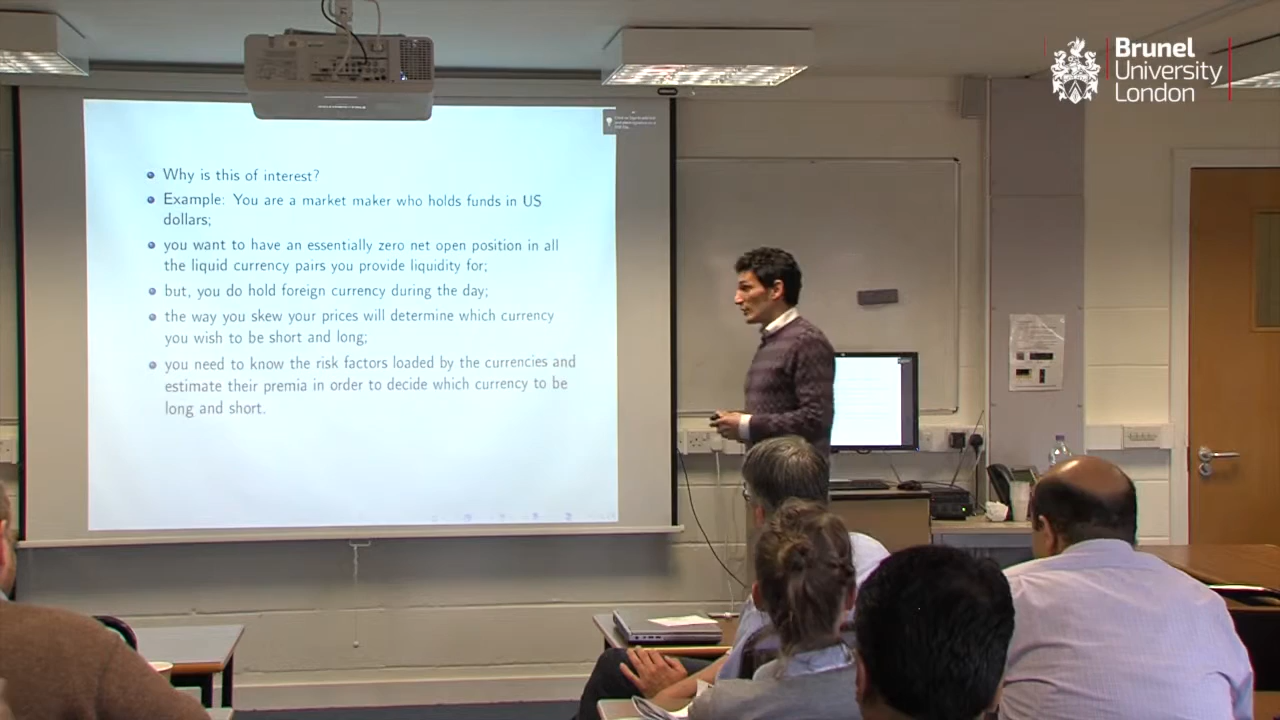 Brunel
University
London
Why is this of interest?
Example: You are a market maker who holds funds in US
dollars;
you want to have an essentially zero net open position in all
the liquid currency pairs you provide liquidity for;
but, you do hold foreign currency during the day;
the way you skew your prices will determine which currency
you wish to be short and long;
you need to know the risk factors loaded by the currencies and
estimate their premia in order to decide which currency to be
long and short.